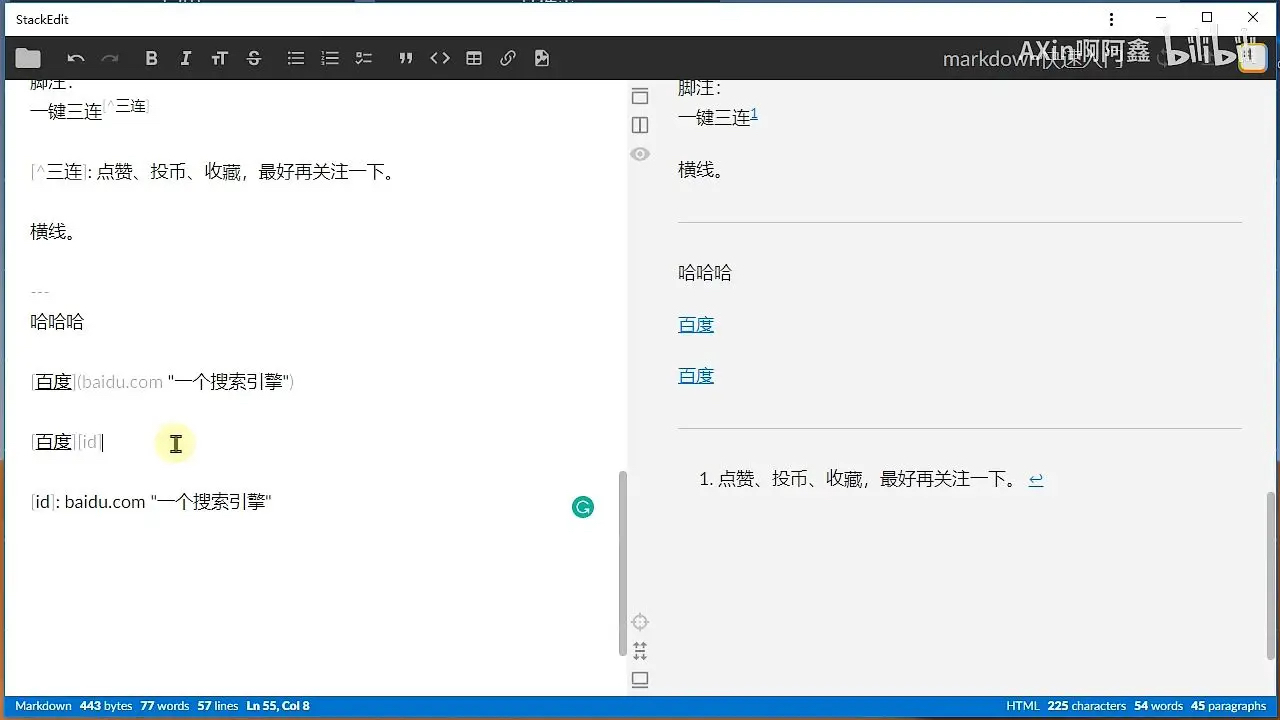 StackEdit
markdown快速入门
AXin啊阿鑫
bilibili
脚注：
一键三连[^三连]
[^三连]: 点赞、投币、收藏，最好再关注一下。
横线。
---
哈哈哈
[百度](baidu.com "一个搜索引擎")
[百度][id]
[id]: baidu.com "一个搜索引擎"
脚注：
一键三连1
横线。
哈哈哈
百度
百度
1. 点赞、投币、收藏，最好再关注一下。 ↩
Markdown 443 bytes 77 words 57 lines Ln 55, Col 8
HTML 225 characters 54 words 45 paragraphs